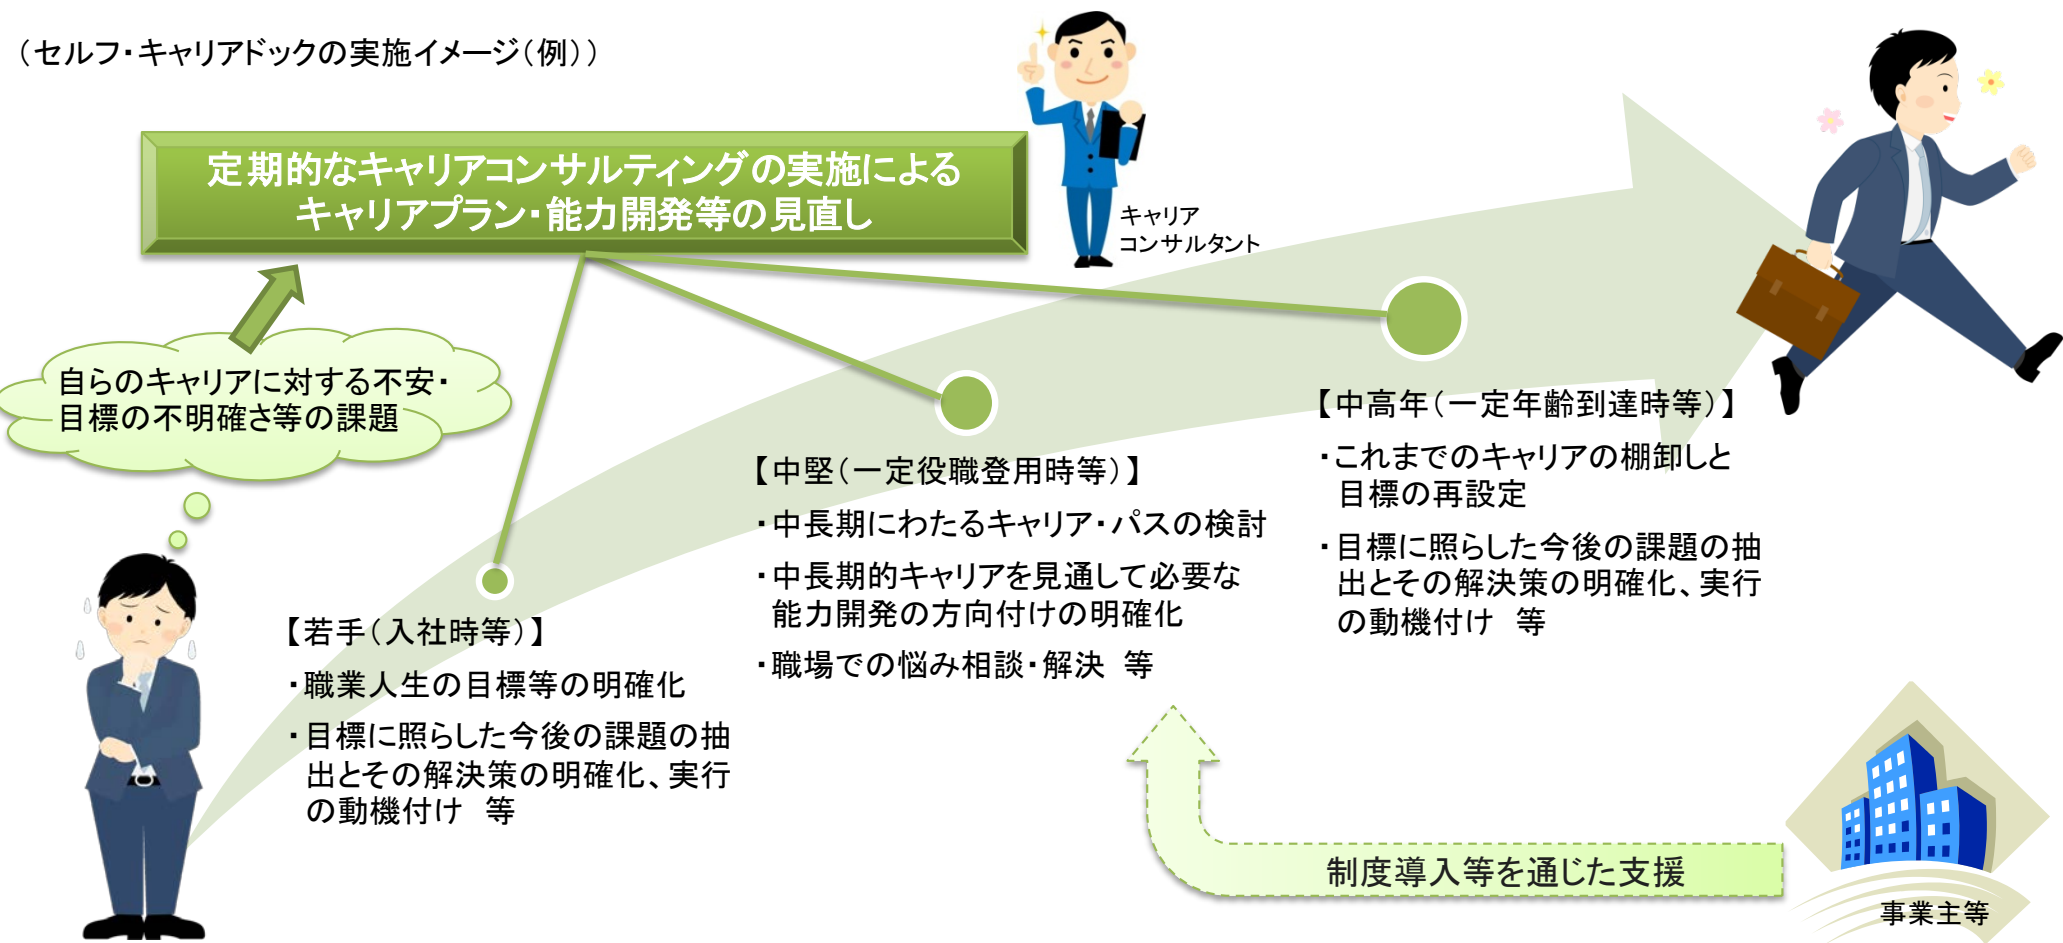 （セルフ・キャリアドックの実施イメージ（例））
定期的なキャリアコンサルティングの実施による
キャリアプラン・能力開発等の見直し
キャリア
コンサルタント
自らのキャリアに対する不安・
目標の不明確さ等の課題
【若手（入社時等）】
・職業人生の目標等の明確化
・目標に照らした今後の課題の抽
出とその解決策の明確化、実行
の動機付け　等
【中堅（一定役職登用時等）】
・中長期にわたるキャリア・パスの検討
・中長期的キャリアを見通して必要な
能力開発の方向付けの明確化
・職場での悩み相談・解決　等
【中高年（一定年齢到達時等）】
・これまでのキャリアの棚卸しと
目標の再設定
・目標に照らした今後の課題の抽
出とその解決策の明確化、実行
の動機付け　等
制度導入等を通じた支援
事業主等